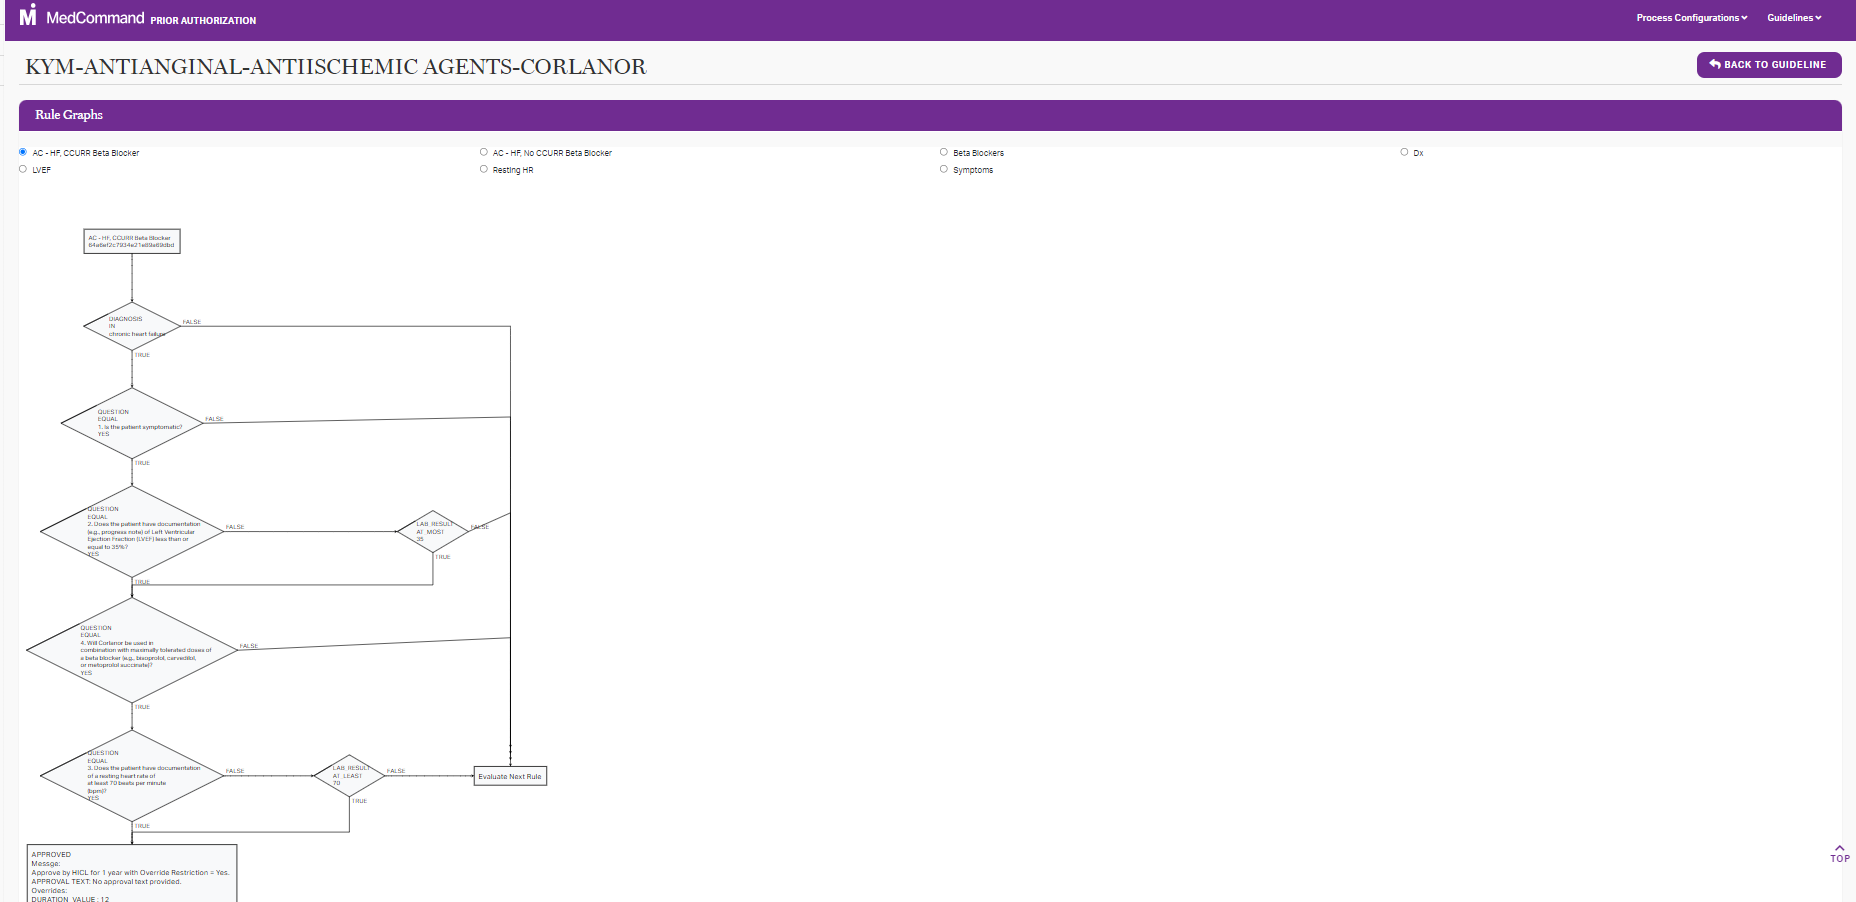 MedCommand PRIOR AUTHORIZATION
Process Configurations
Guidelines
KYM-ANTIANGINAL-ANTIISCHEMIC AGENTS-CORLANOR
BACK TO GUIDELINE
Rule Graphs
AC - HF, CCURR Beta Blocker
AC - HF, No CCURR Beta Blocker
Beta Blockers
Dx
LVEF
Resting HR
Symptoms
AC - HF, CCURR Beta Blocker
DIAGNOSIS
IN
chronic heart failure
FALSE
TRUE
QUESTION
EQUAL
1. Is the patient symptomatic?
YES
FALSE
TRUE
QUESTION
EQUAL
2. Does the patient have documentation
(e.g., progress note) of Left Ventricular
Ejection Fraction (LVEF) less than or
equal to 35%?
YES
FALSE
LAB_RESULT
AT_MOST
35
FALSE
TRUE
TRUE
QUESTION
EQUAL
4. Will Corlanor be used in
combination with maximally tolerated doses of
a beta blocker (e.g., bisoprolol, carvedilol,
or metoprolol succinate)?
YES
FALSE
TRUE
QUESTION
EQUAL
3. Does the patient have documentation
of a resting heart rate of
at least 70 beats per minute
(bpm)?
YES
FALSE
LAB_RESULT
AT_LEAST
70
FALSE
Evaluate Next Rule
TRUE
TRUE
APPROVED
Messge:
Approve by HICL for 1 year with Override Restriction = Yes.
APPROVAL TEXT: No approval text provided.
Overrides:
DURATION_VALUE : 12
TOP